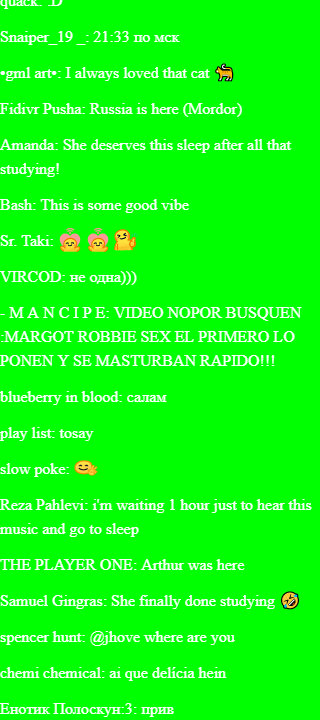 quack. :D
Snaiper_19 _: 21:33 по мск
•gml art•: I always loved that cat
Fidivr Pusha: Russia is here (Mordor)
Amanda: She deserves this sleep after all that
studying!
Bash: This is some good vibe
Sr. Taki:
VIRCOD: не одна)))
- M A N C I P E: VIDEO NOPOR BUSQUEN
:MARGOT ROBBIE SEX EL PRIMERO LO
PONEN Y SE MASTURBAN RAPIDO!!!
blueberry in blood: салам
play list: tosay
slow poke:
Reza Pahlevi: i'm waiting 1 hour just to hear this
music and go to sleep
THE PLAYER ONE: Arthur was here
Samuel Gingras: She finally done studying
spencer hunt: @jhove where are you
chemi chemical: ai que delícia hein
Енотик Полоскун:3: прив